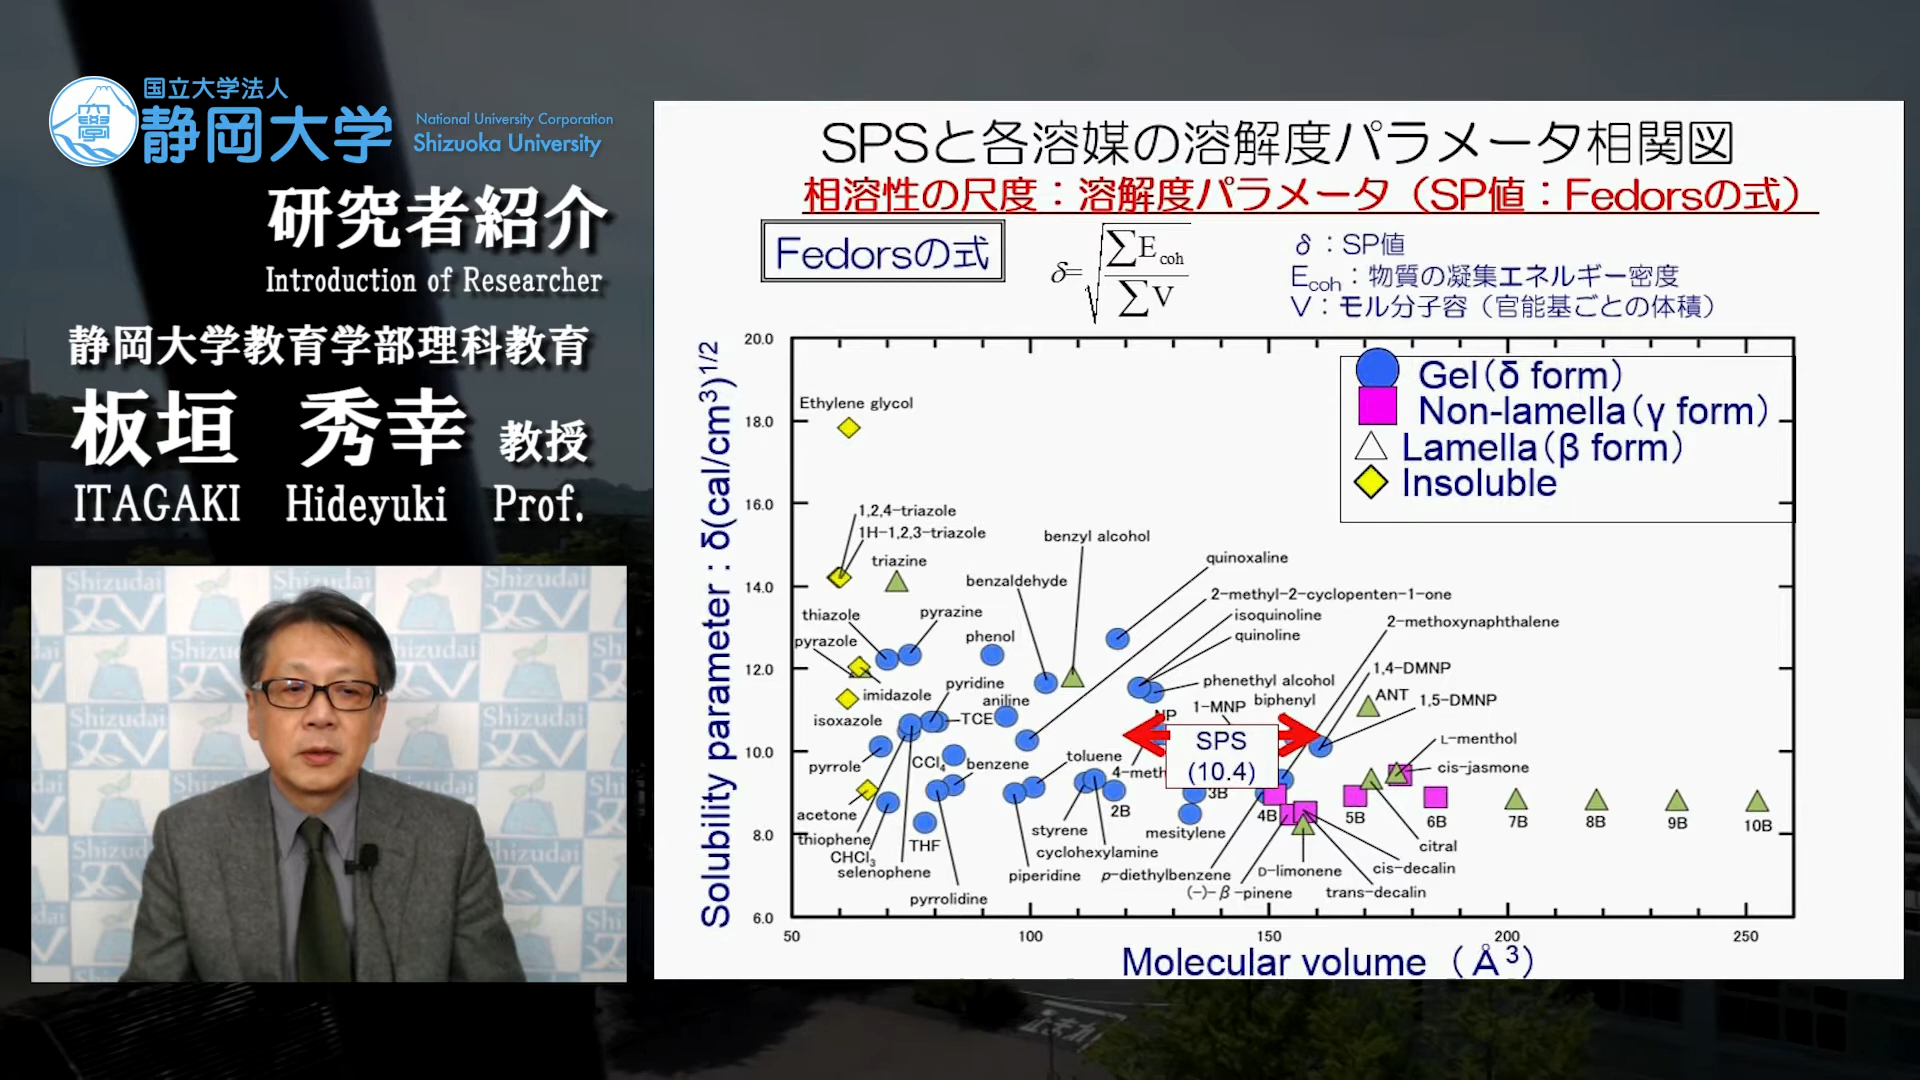 国立大学法人
静岡大学
National University Corporation
Shizuoka University
研究者紹介
Introduction of Researcher
静岡大学教育学部理科教育
板垣 秀幸 教授
ITAGAKI Hideyuki Prof.
SPSと各溶媒の溶解度パラメータ相関図
相溶性の尺度：溶解度パラメータ（SP値：Fedorsの式）
Fedorsの式
δ=√(∑E coh / ∑V)
δ：SP値
Ecoh：物質の凝集エネルギー密度
V：モル分子容（官能基ごとの体積）
Gel(δ form)
Non-lamella(γ form)
Lamella(β form)
Insoluble
Solubility parameter：δ(cal/cm3)1/2
20.0
18.0
16.0
14.0
12.0
10.0
8.0
6.0
Ethylene glycol
1,2,4-triazole
1H-1,2,3-triazole
triazine
benzyl alcohol
benzaldehyde
quinoxaline
2-methyl-2-cyclopenten-1-one
isoquinoline
quinoline
2-methoxynaphthalene
thiazole
pyrazine
phenol
pyrazole
imidazole
pyridine
aniline
phenethyl alcohol
biphenyl
1,4-DMNP
ANT
1,5-DMNP
isoxazole
TCE
NP
1-MNP
SPS
(10.4)
pyrrole
CCl4
benzene
toluene
4-meth
L-menthol
cis-jasmone
acetone
2B
3B
4B
5B
6B
7B
8B
9B
10B
thiophene
THF
styrene
mesitylene
CHCl3
cyclohexylamine
citral
selenophene
piperidine
p-diethylbenzene
D-limonene
cis-decalin
pyrrolidine
(-)-β-pinene
trans-decalin
50
100
150
200
250
Molecular volume （Å3）
Shizudai
TV